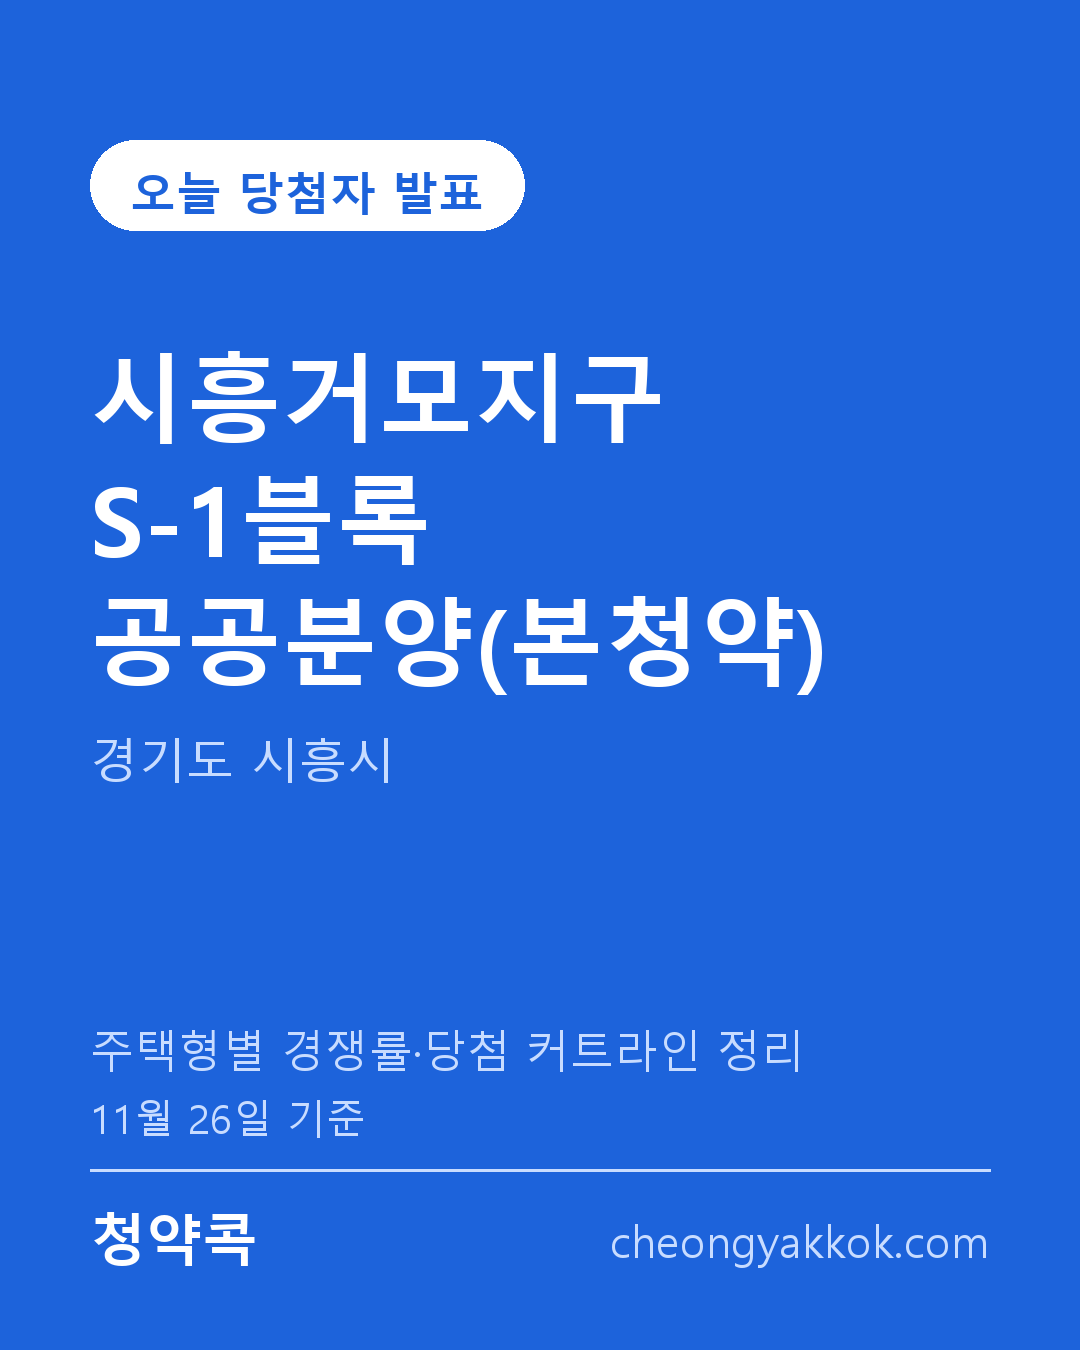 오늘 당첨자 발표
시흥거모지구
S-1블록
공공분양(본청약)
경기도 시흥시
주택형별 경쟁률·당첨 커트라인 정리
11월 26일 기준
청약콕
cheongyakkok.com